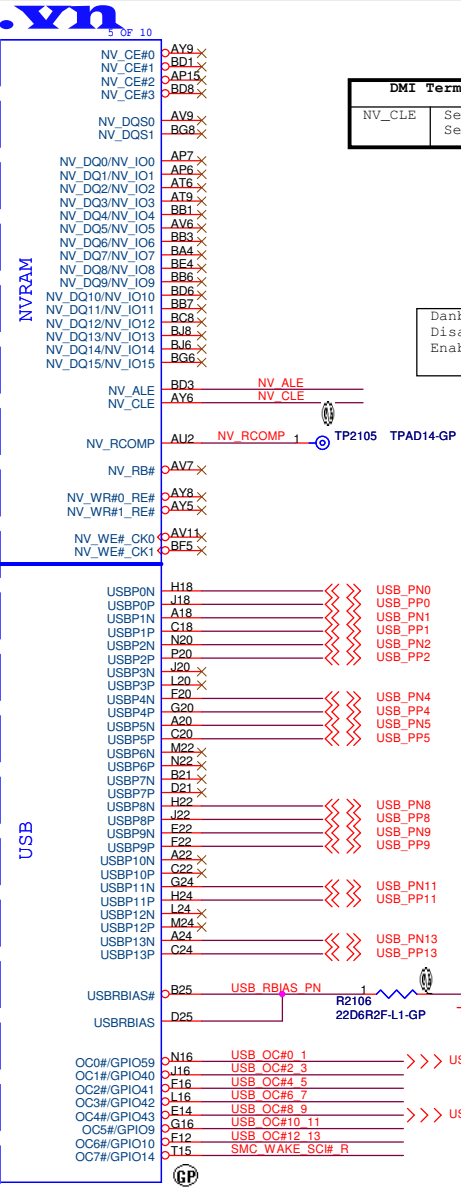 .vn
5 OF 10
NV_CE#0 AY9
NV_CE#1 BD1
NV_CE#2 AP15
NV_CE#3 BD8
DMI Term
NV_CLE Se
Se
NV_DQS0 AV9
NV_DQS1 BG8
NVRAM
NV_DQ0/NV_IO0 AP7
NV_DQ1/NV_IO1 AP6
NV_DQ2/NV_IO2 AT6
NV_DQ3/NV_IO3 AT9
NV_DQ4/NV_IO4 BB1
NV_DQ5/NV_IO5 AV6
NV_DQ6/NV_IO6 BB3
NV_DQ7/NV_IO7 BA4
NV_DQ8/NV_IO8 BE4
NV_DQ9/NV_IO9 BB6
NV_DQ10/NV_IO10 BD6
NV_DQ11/NV_IO11 BB7
NV_DQ12/NV_IO12 BC8
NV_DQ13/NV_IO13 BJ8
NV_DQ14/NV_IO14 BJ6
NV_DQ15/NV_IO15 BG6
Danb
Disa
Enab
NV_ALE BD3 NV_ALE
NV_CLE AY6 NV_CLE
NV_RCOMP AU2 NV_RCOMP 1 TP2105 TPAD14-GP
NV_RB# AV7
NV_WR#0_RE# AY8
NV_WR#1_RE# AY5
NV_WE#_CK0 AV11
NV_WE#_CK1 BF5
USB
USBP0N H18 USB_PN0
USBP0P J18 USB_PP0
USBP1N A18 USB_PN1
USBP1P C18 USB_PP1
USBP2N N20 USB_PN2
USBP2P P20 USB_PP2
USBP3N J20
USBP3P L20
USBP4N F20 USB_PN4
USBP4P G20 USB_PP4
USBP5N A20 USB_PN5
USBP5P C20 USB_PP5
USBP6N M22
USBP6P N22
USBP7N B21
USBP7P D21
USBP8N H22 USB_PN8
USBP8P J22 USB_PP8
USBP9N E22 USB_PN9
USBP9P F22 USB_PP9
USBP10N A22
USBP10P C22
USBP11N G24 USB_PN11
USBP11P H24 USB_PP11
USBP12N L24
USBP12P M24
USBP13N A24 USB_PN13
USBP13P C24 USB_PP13
USBRBIAS# B25 USB_RBIAS_PN 1
R2106
22D6R2F-L1-GP
USBRBIAS D25
OC0#/GPIO59 N16 USB_OC#0_1
OC1#/GPIO40 J16 USB_OC#2_3
OC2#/GPIO41 F16 USB_OC#4_5
OC3#/GPIO42 L16 USB_OC#6_7
OC4#/GPIO43 E14 USB_OC#8_9
OC5#/GPIO9 G16 USB_OC#10_11
OC6#/GPIO10 F12 USB_OC#12_13
OC7#/GPIO14 T15 SMC_WAKE_SCI#_R
GP